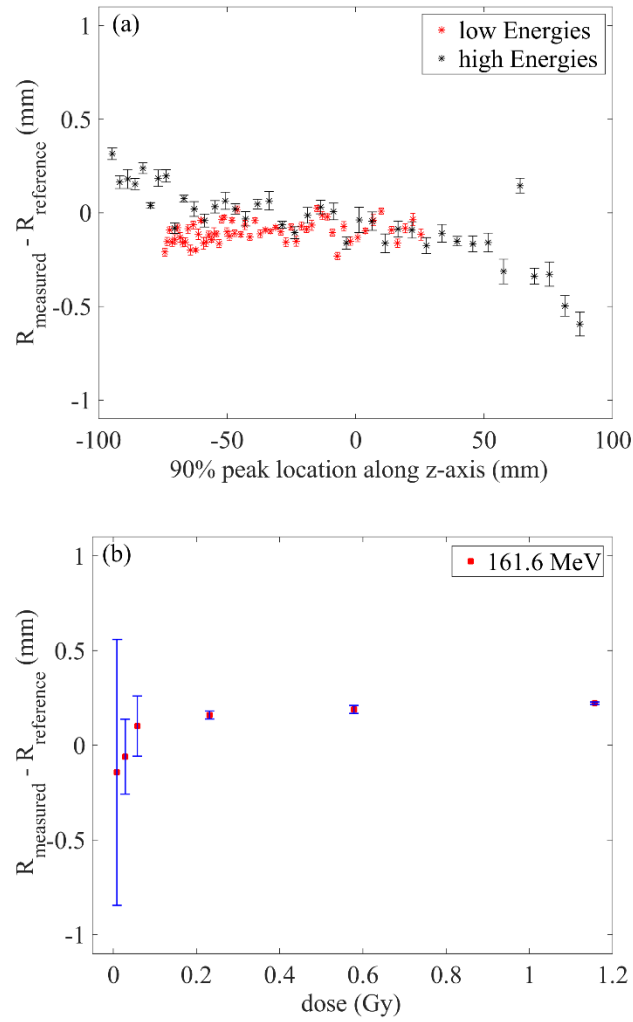 (a)
low Energies
high Energies
1
0.5
0
-0.5
-1
R_measured - R_reference (mm)
-100
-50
0
50
100
90% peak location along z-axis (mm)
(b)
161.6 MeV
1
0.5
0
-0.5
-1
R_measured - R_reference (mm)
0
0.2
0.4
0.6
0.8
1
1.2
dose (Gy)